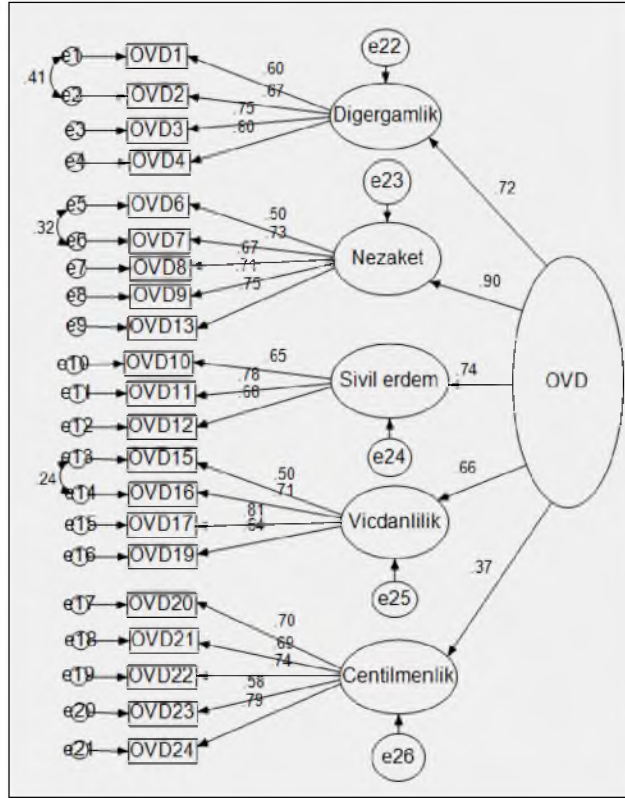 e22
e1 OVD1
.41
.60
e2 OVD2
.67
Digergamlik
e3 OVD3
.75
e4 OVD4
.80
.72
e23
e5 OVD6
.50
.32
e6 OVD7
.73
Nezaket
.67
e7 OVD8
.71
e8 OVD9
.75
.90
e9 OVD13
e10 OVD10
.65
Sivil erdem
.74
OVD
e11 OVD11
.78
e12 OVD12
e24
e13 OVD15
.50
.24
.66
e14 OVD16
.71
Vicdanlilik
e15 OVD17
.81
e16 OVD19
.37
e25
e17 OVD20
.70
e18 OVD21
.69
.74
Centilmenlik
e19 OVD22
.58
e20 OVD23
.79
e21 OVD24
e26